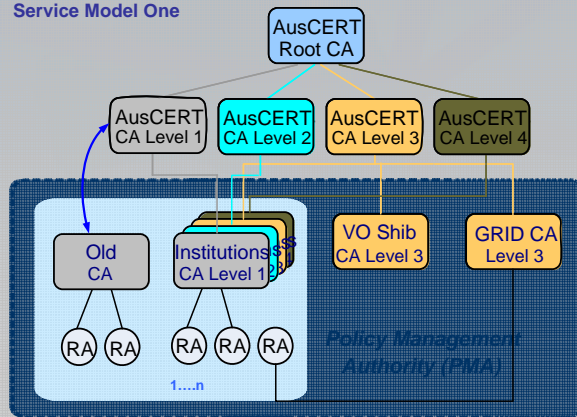 Service Model One
AusCERT
Root CA
AusCERT
CA Level 1
AusCERT
CA Level 2
AusCERT
CA Level 3
AusCERT
CA Level 4
Old
CA
Institutions
CA Level 1
VO Shib
CA Level 3
GRID CA
Level 3
RA
RA
RA
RA
RA
Policy Management
Authority (PMA)
1....n